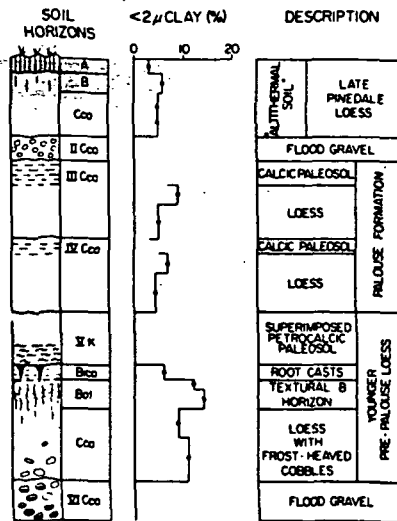 SOIL
HORIZONS
<2μ CLAY (%)
DESCRIPTION
0
10
20
A
B
Cca
II Cca
III Cca
IV Cca
V K
Bca
Cca
VI Cca
"ALTITHERMAL
SOIL"
LATE
PINEDALE
LOESS
FLOOD GRAVEL
CALCIC PALEOSOL
LOESS
CALCIC PALEOSOL
LOESS
PALOUSE FORMATION
SUPERIMPOSED
PETROCALCIC
PALEOSOL
ROOT CASTS
TEXTURAL B
HORIZON
LOESS
WITH
FROST-HEAVED
COBBLES
YOUNGER
PRE-PALOUSE LOESS
FLOOD GRAVEL